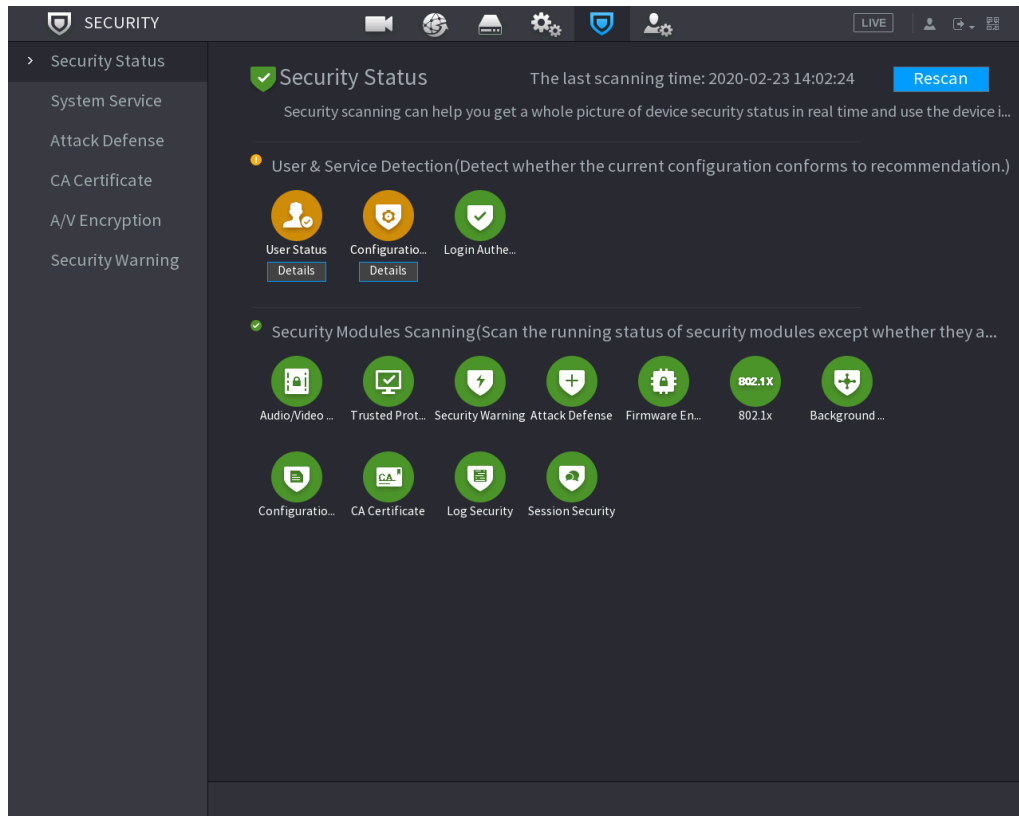 SECURITY
LIVE
Security Status
System Service
Attack Defense
CA Certificate
A/V Encryption
Security Warning
Security Status
The last scanning time: 2020-02-23 14:02:24
Rescan
Security scanning can help you get a whole picture of device security status in real time and use the device i...
User & Service Detection(Detect whether the current configuration conforms to recommendation.)
User Status Configuratio... Login Authe...
Details Details
Security Modules Scanning(Scan the running status of security modules except whether they a...
802.1X
Audio/Video ... Trusted Prot... Security Warning Attack Defense Firmware En... 802.1x Background ...
CA
Configuratio... CA Certificate Log Security Session Security